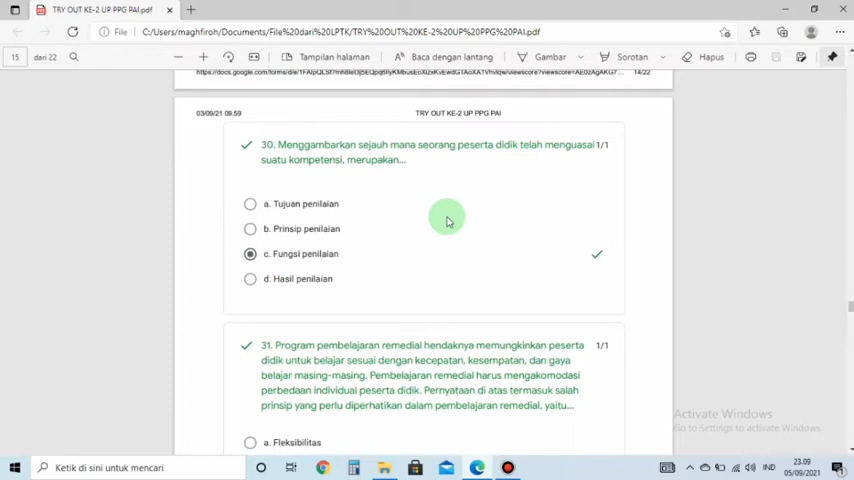 TRY OUT KE-2 UP PPG PAI.pdf
File
C:/Users/maghfiroh/Documents/File%20dari%20LPTK/TRY%20OUT%20KE-2%20UP%20PPG%20PAI.pdf
15 dari 22
Tampilan halaman
Baca dengan lantang
Gambar
Sorotan
Hapus
14/22
03/09/21 09.59
TRY OUT KE-2 UP PPG PAI
30. Menggambarkan sejauh mana seorang peserta didik telah menguasai 1/1
suatu kompetensi, merupakan...
a. Tujuan penilaian
b. Prinsip penilaian
c. Fungsi penilaian
d. Hasil penilaian
31. Program pembelajaran remedial hendaknya memungkinkan peserta 1/1
didik untuk belajar sesuai dengan kecepatan, kesempatan, dan gaya
belajar masing-masing. Pembelajaran remedial harus mengakomodasi
perbedaan individual peserta didik. Pernyataan di atas termasuk salah
prinsip yang perlu diperhatikan dalam pembelajaran remedial, yaitu...
a. Fleksibilitas
Activate Windows
Go to Settings to activate Windows.
Ketik di sini untuk mencari
IND
23.09
05/09/2021